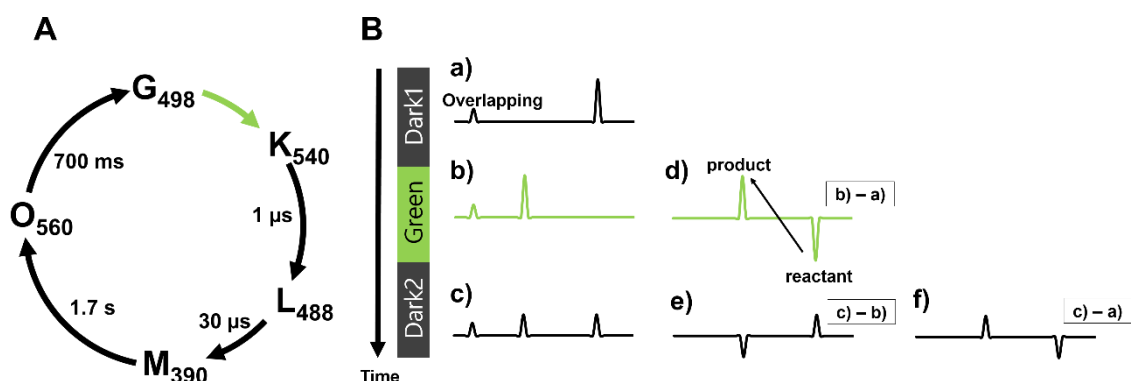 A
G498
K540
1 µs
L488
30 µs
M390
1.7 s
O560
700 ms
B
Time
Dark1
Green
Dark2
a)
Overlapping
b)
c)
d)
product
reactant
b) – a)
e)
c) – b)
f)
c) – a)